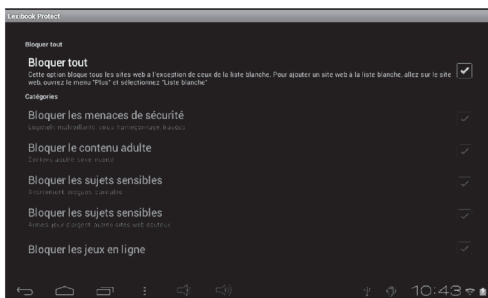 Lexibook Protect
Bloquer tout
Bloquer tout
Cette option bloque tous les sites web a l'exception de ceux de la liste blanche. Pour ajouter un site web à la liste blanche, allez sur le site
web, ouvrez le menu "Plus" et sélectionnez "Liste blanche"
Catégories
Bloquer les menaces de sécurité
Bloquer le contenu adulte
Bloquer les sujets sensibles
Bloquer les sujets sensibles
Bloquer les jeux en ligne
10:43